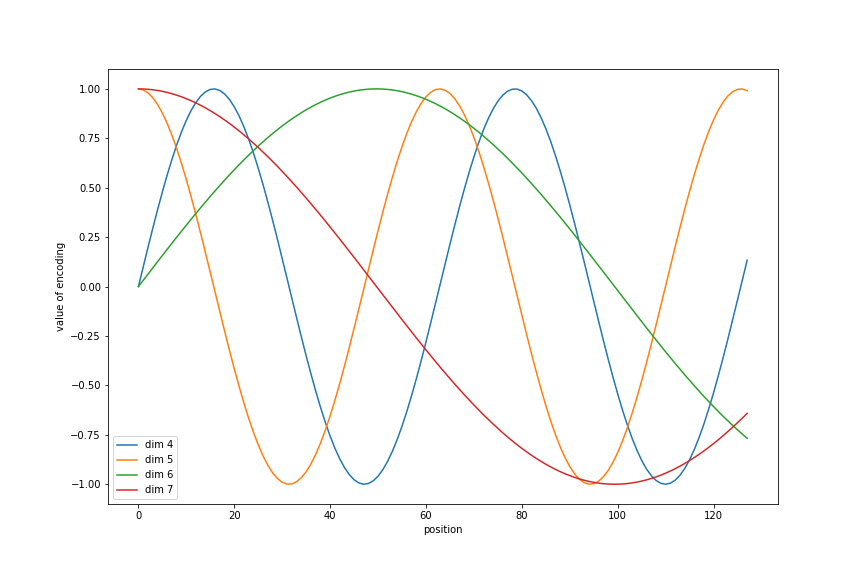 1.00
0.75
0.50
0.25
0.00
−0.25
−0.50
−0.75
−1.00
value of encoding
dim 4
dim 5
dim 6
dim 7
0 20 40 60 80 100 120
position